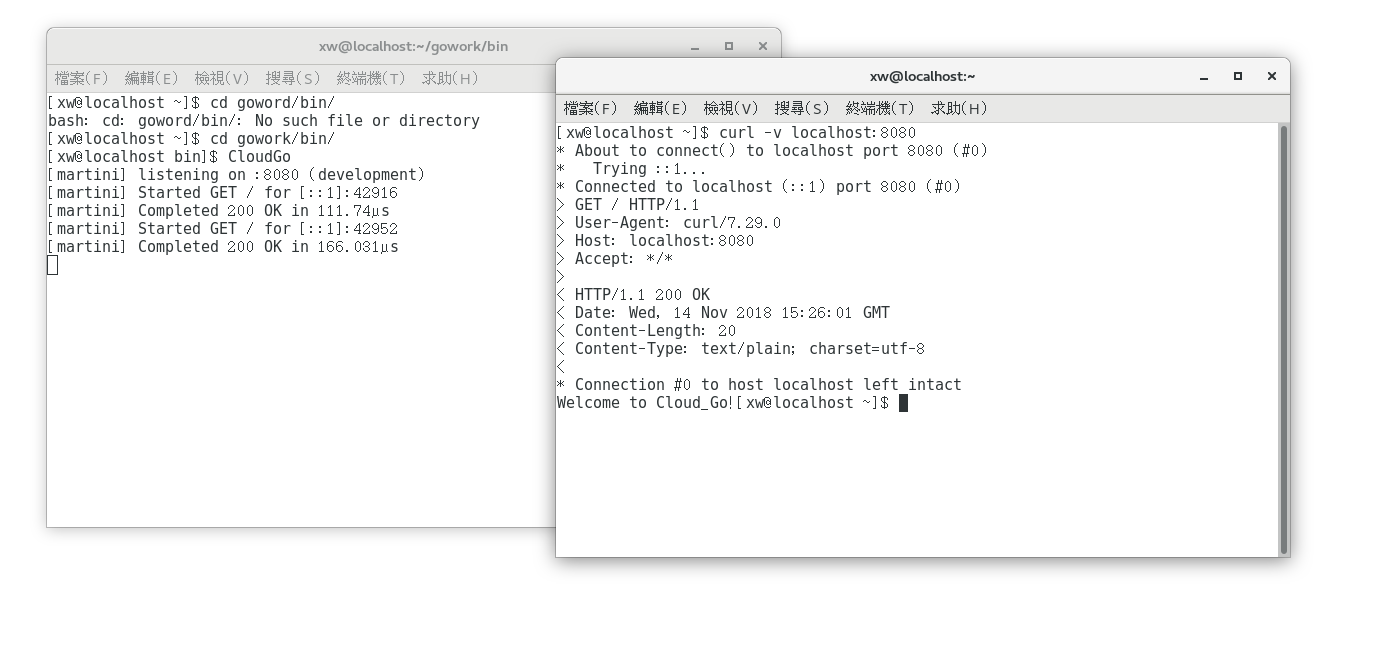 xw@localhost:~/gowork/bin
檔案(F) 編輯(E) 檢視(V) 搜尋(S) 終端機(T) 求助(H)
[xw@localhost ~]$ cd goword/bin/
bash: cd: goword/bin/: No such file or directory
[xw@localhost ~]$ cd gowork/bin/
[xw@localhost bin]$ CloudGo
[martini] listening on :8080 (development)
[martini] Started GET / for [::1]:42916
[martini] Completed 200 OK in 111.74µs
[martini] Started GET / for [::1]:42952
[martini] Completed 200 OK in 166.031µs
xw@localhost:~
檔案(F) 編輯(E) 檢視(V) 搜尋(S) 終端機(T) 求助(H)
[xw@localhost ~]$ curl -v localhost:8080
* About to connect() to localhost port 8080 (#0)
*   Trying ::1...
* Connected to localhost (::1) port 8080 (#0)
> GET / HTTP/1.1
> User-Agent: curl/7.29.0
> Host: localhost:8080
> Accept: */*
>
< HTTP/1.1 200 OK
< Date: Wed, 14 Nov 2018 15:26:01 GMT
< Content-Length: 20
< Content-Type: text/plain; charset=utf-8
<
* Connection #0 to host localhost left intact
Welcome to Cloud_Go![xw@localhost ~]$